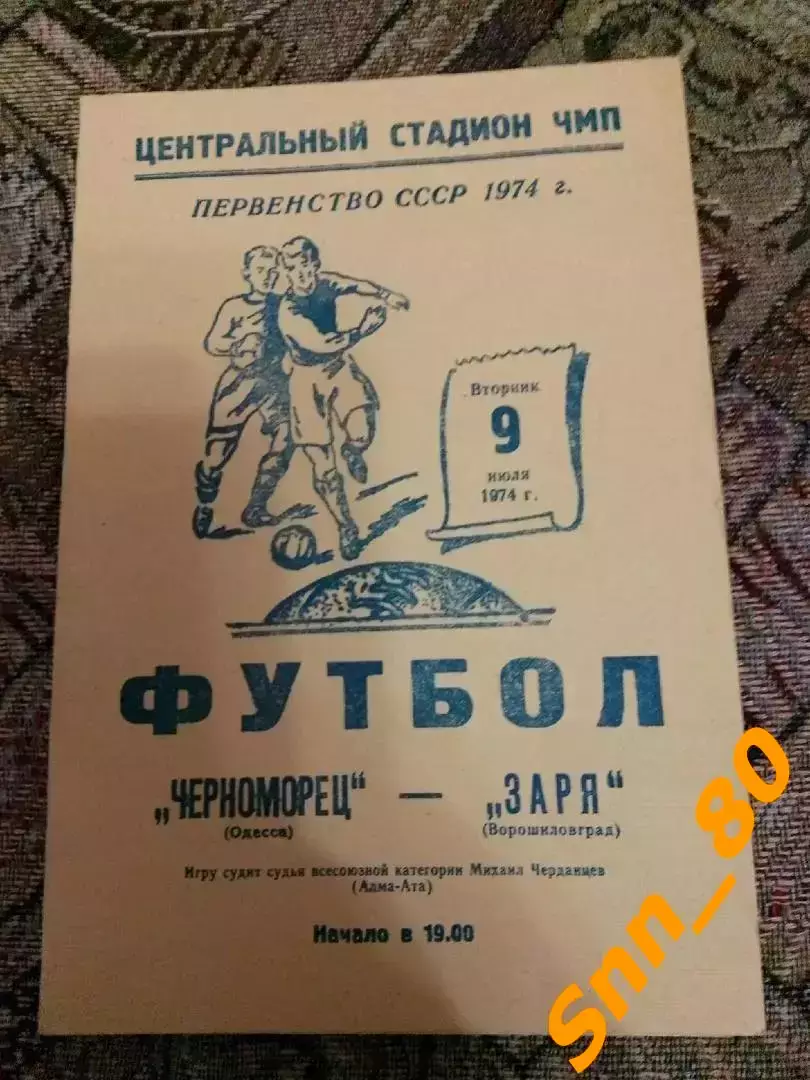 ЦЕНТРАЛЬНЫЙ СТАДИОН ЧМП
ПЕРВЕНСТВО СССР 1974 г.
Вторник
9
июля
1974 г.
ФУТБОЛ
„ЧЕРНОМОРЕЦ" — „ЗАРЯ"
(Одесса) (Ворошиловград)
Игру судит судья всесоюзной категории Михаил Черданцев
(Алма-Ата)
Начало в 19.00
Snn_80